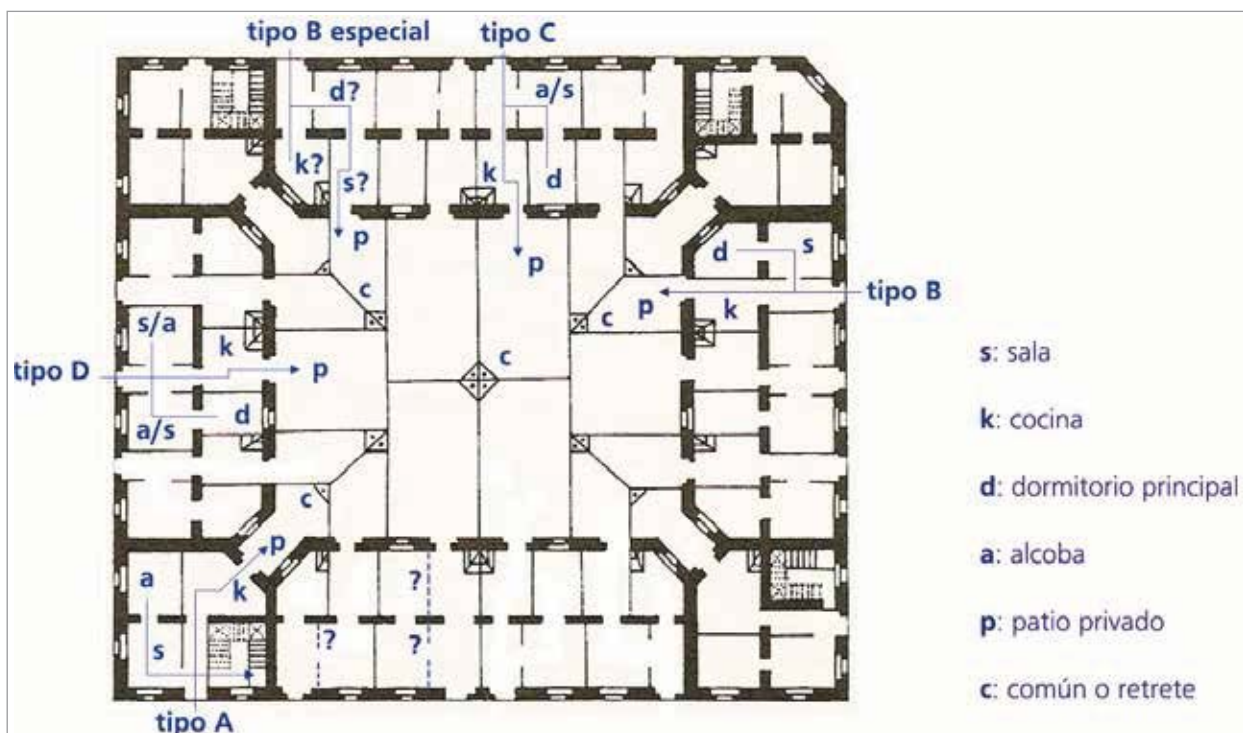 tipo B especial
tipo C
d?
a/s
k?
s?
k
d
p
p
d
s
c
c
p
k
tipo B
s/a
k
c
tipo D
p
a/s
d
c
p
a
k
?
s
?
?
tipo A
s: sala
k: cocina
d: dormitorio principal
a: alcoba
p: patio privado
c: común o retrete